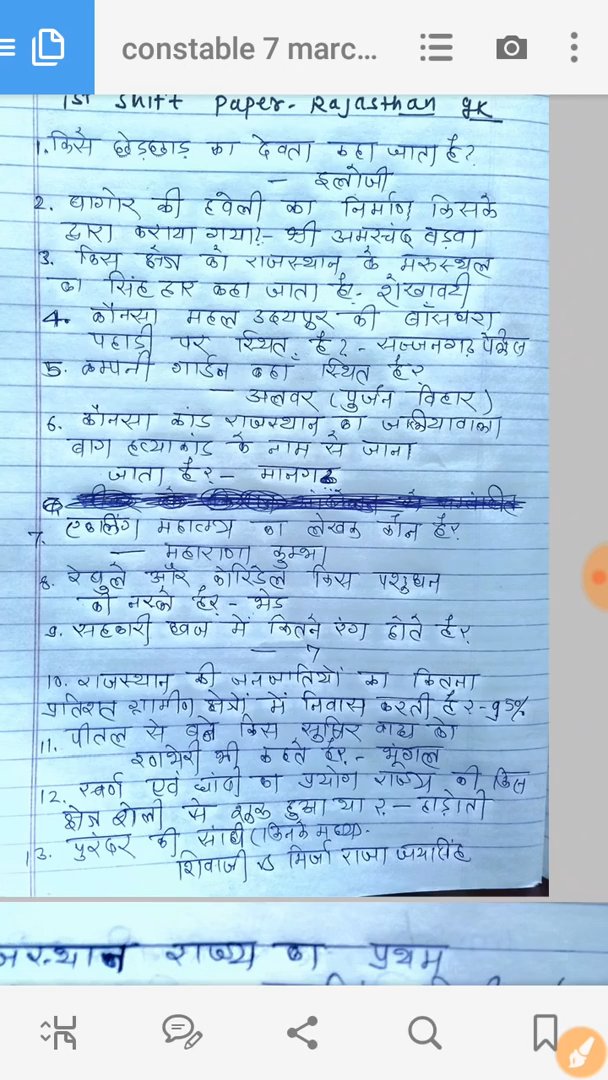 constable 7 marc...
1st Shift Paper- Rajasthan gk
1. किसे छेड़छाड़ का देवता कहा जाता है?
- इलोजी
2. बागोर की हवेली का निर्माण किसके
द्वारा कराया गया?- श्री अमरचंद बड़वा
3. किस क्षेत्र को राजस्थान के मरुस्थल
का सिंह द्वार कहा जाता है- शेखावटी
4. कौनसा महल उदयपुर की बाँसधरा
पहाड़ी पर स्थित है?- सज्जनगढ़ पैलेस
5. कम्पनी गार्डन कहाँ स्थित है?
- अलवर (पुर्जन विहार)
6. कौनसा कांड राजस्थान का जलियावाला
बाग हत्याकांड के नाम से जाना
जाता है?- मानगढ़
7. एकलिंग महात्म्य का लेखक कौन है?
- महाराणा कुम्भा
8. रेबुले और कोरिडेल किस पशुधन
की नस्ले है?- भेड
9. सहकारी ध्वज में कितने रंग होते है?
- 7
10. राजस्थान की जनजातियों का कितना
प्रतिशत ग्रामीण क्षेत्रों में निवास करती है?-95%
11. पीतल से बने किस सुषिर वाद्य को
रणभेरी भी कहते है- भूंगल
12. स्वर्ण एवं चांदी का प्रयोग राज्य की किस
क्षेत्र शैली से शुरू हुआ था?- हाड़ोती
13. पुरंदर की संधी (किनके मध्य)-
शिवाजी व मिर्जा राजा जयसिंह
राज्य का प्रथम